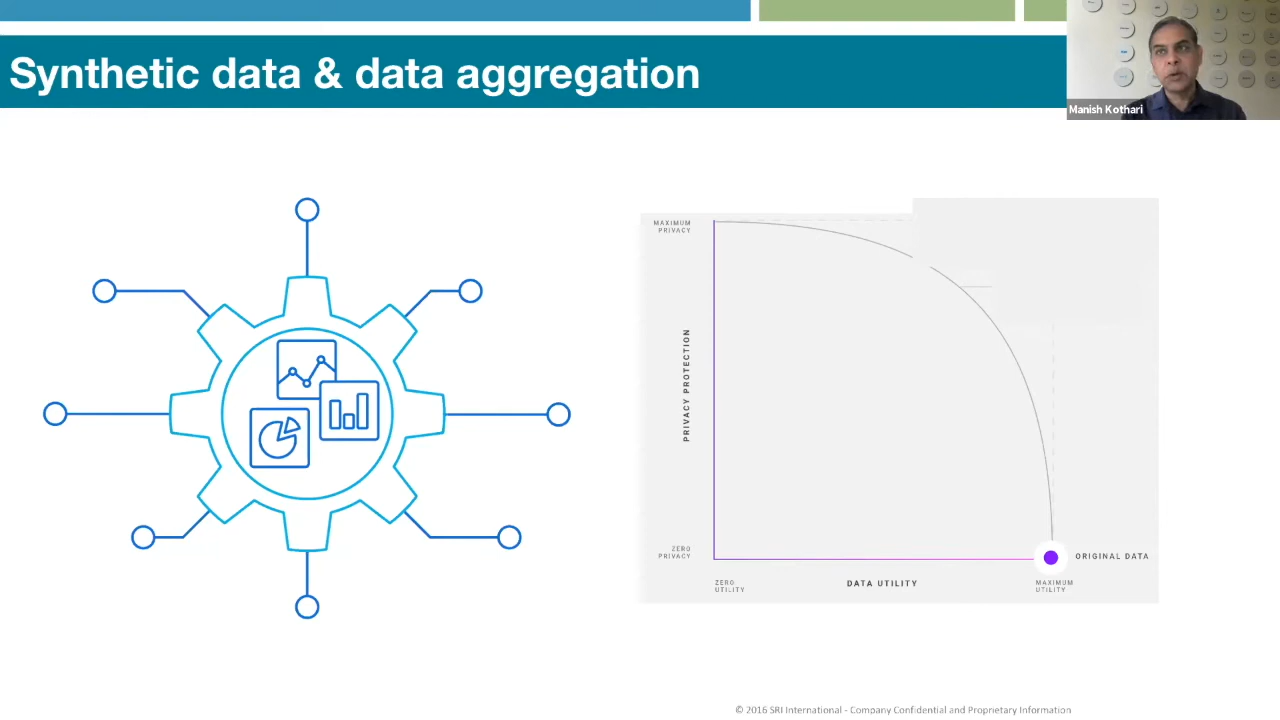 Synthetic data & data aggregation
Manish Kothari
MAXIMUM
PRIVACY
PRIVACY PROTECTION
ZERO
PRIVACY
ORIGINAL DATA
ZERO
UTILITY
DATA UTILITY
MAXIMUM
UTILITY
© 2016 SRI International - Company Confidential and Proprietary Information